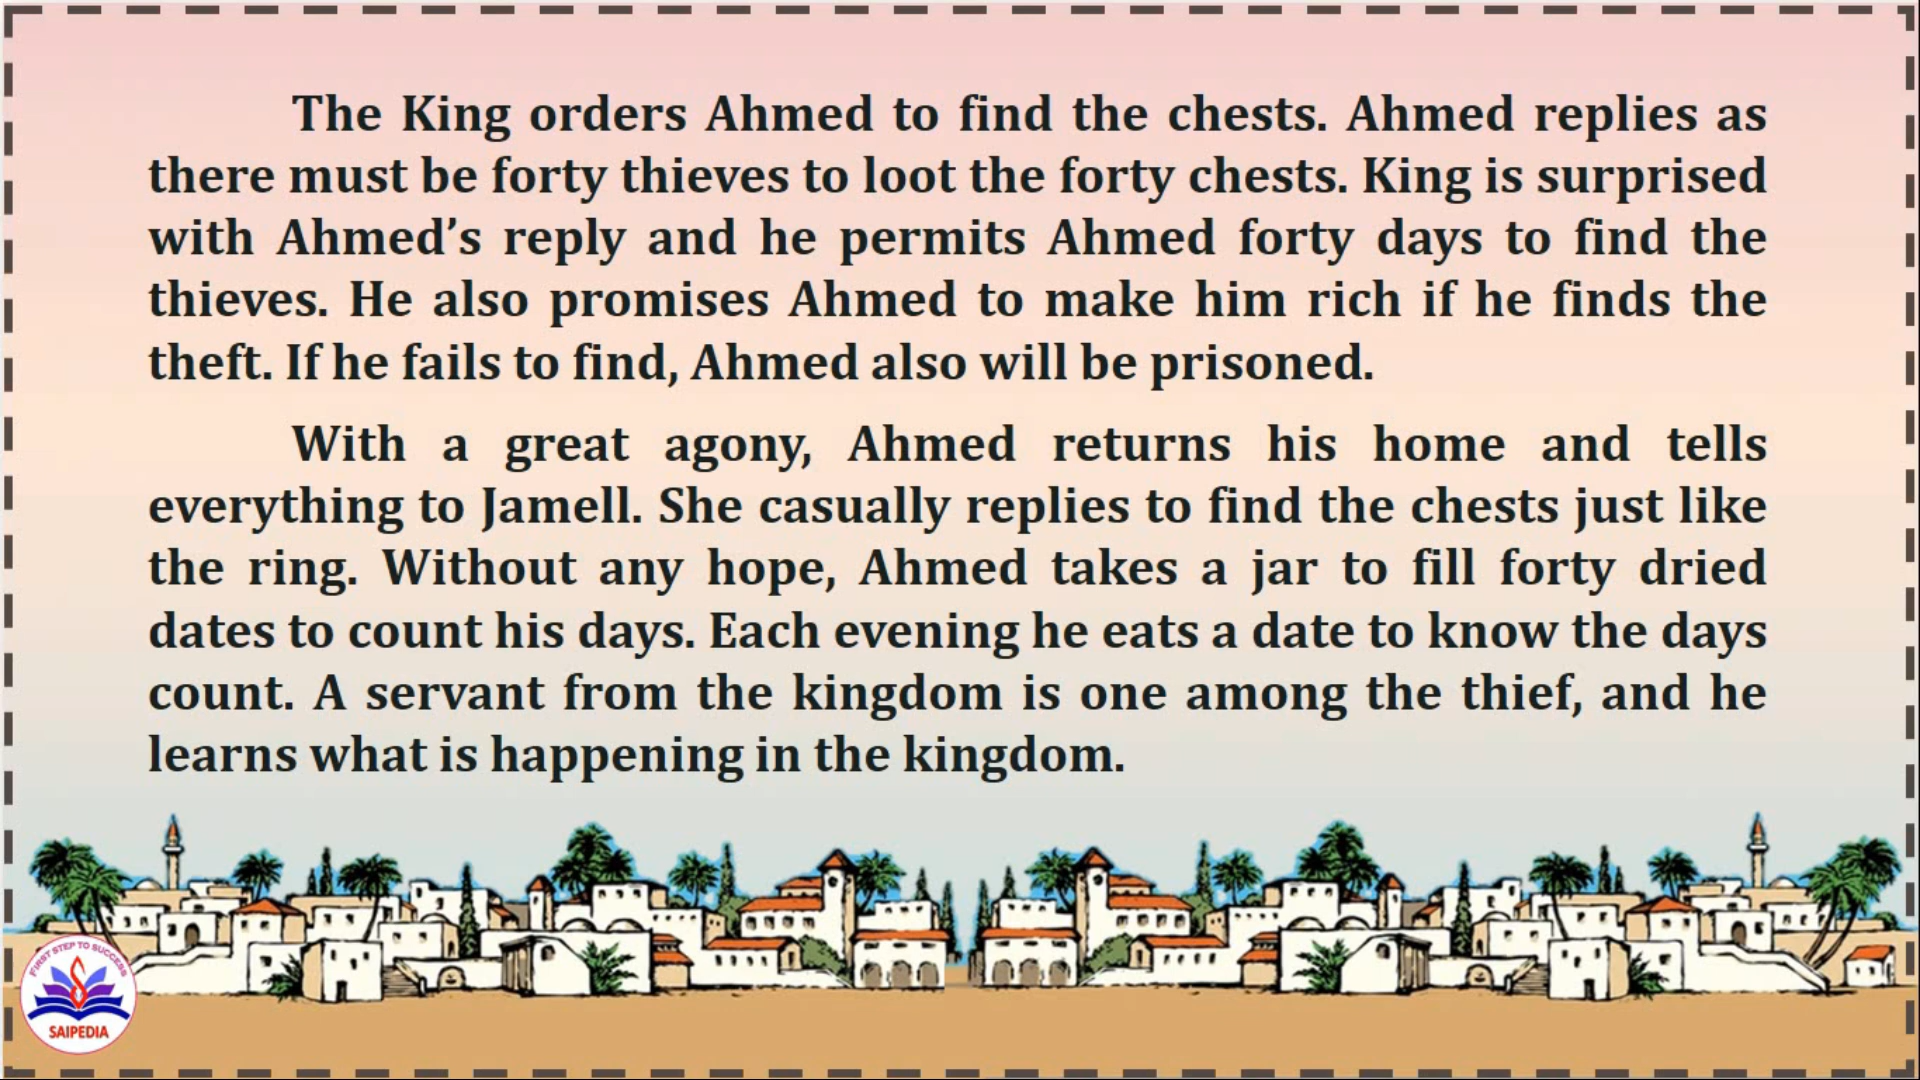 The King orders Ahmed to find the chests. Ahmed replies as
there must be forty thieves to loot the forty chests. King is surprised
with Ahmed’s reply and he permits Ahmed forty days to find the
thieves. He also promises Ahmed to make him rich if he finds the
theft. If he fails to find, Ahmed also will be prisoned.
With a great agony, Ahmed returns his home and tells
everything to Jamell. She casually replies to find the chests just like
the ring. Without any hope, Ahmed takes a jar to fill forty dried
dates to count his days. Each evening he eats a date to know the days
count. A servant from the kingdom is one among the thief, and he
learns what is happening in the kingdom.
FIRST STEP TO SUCCESS
SAIPEDIA